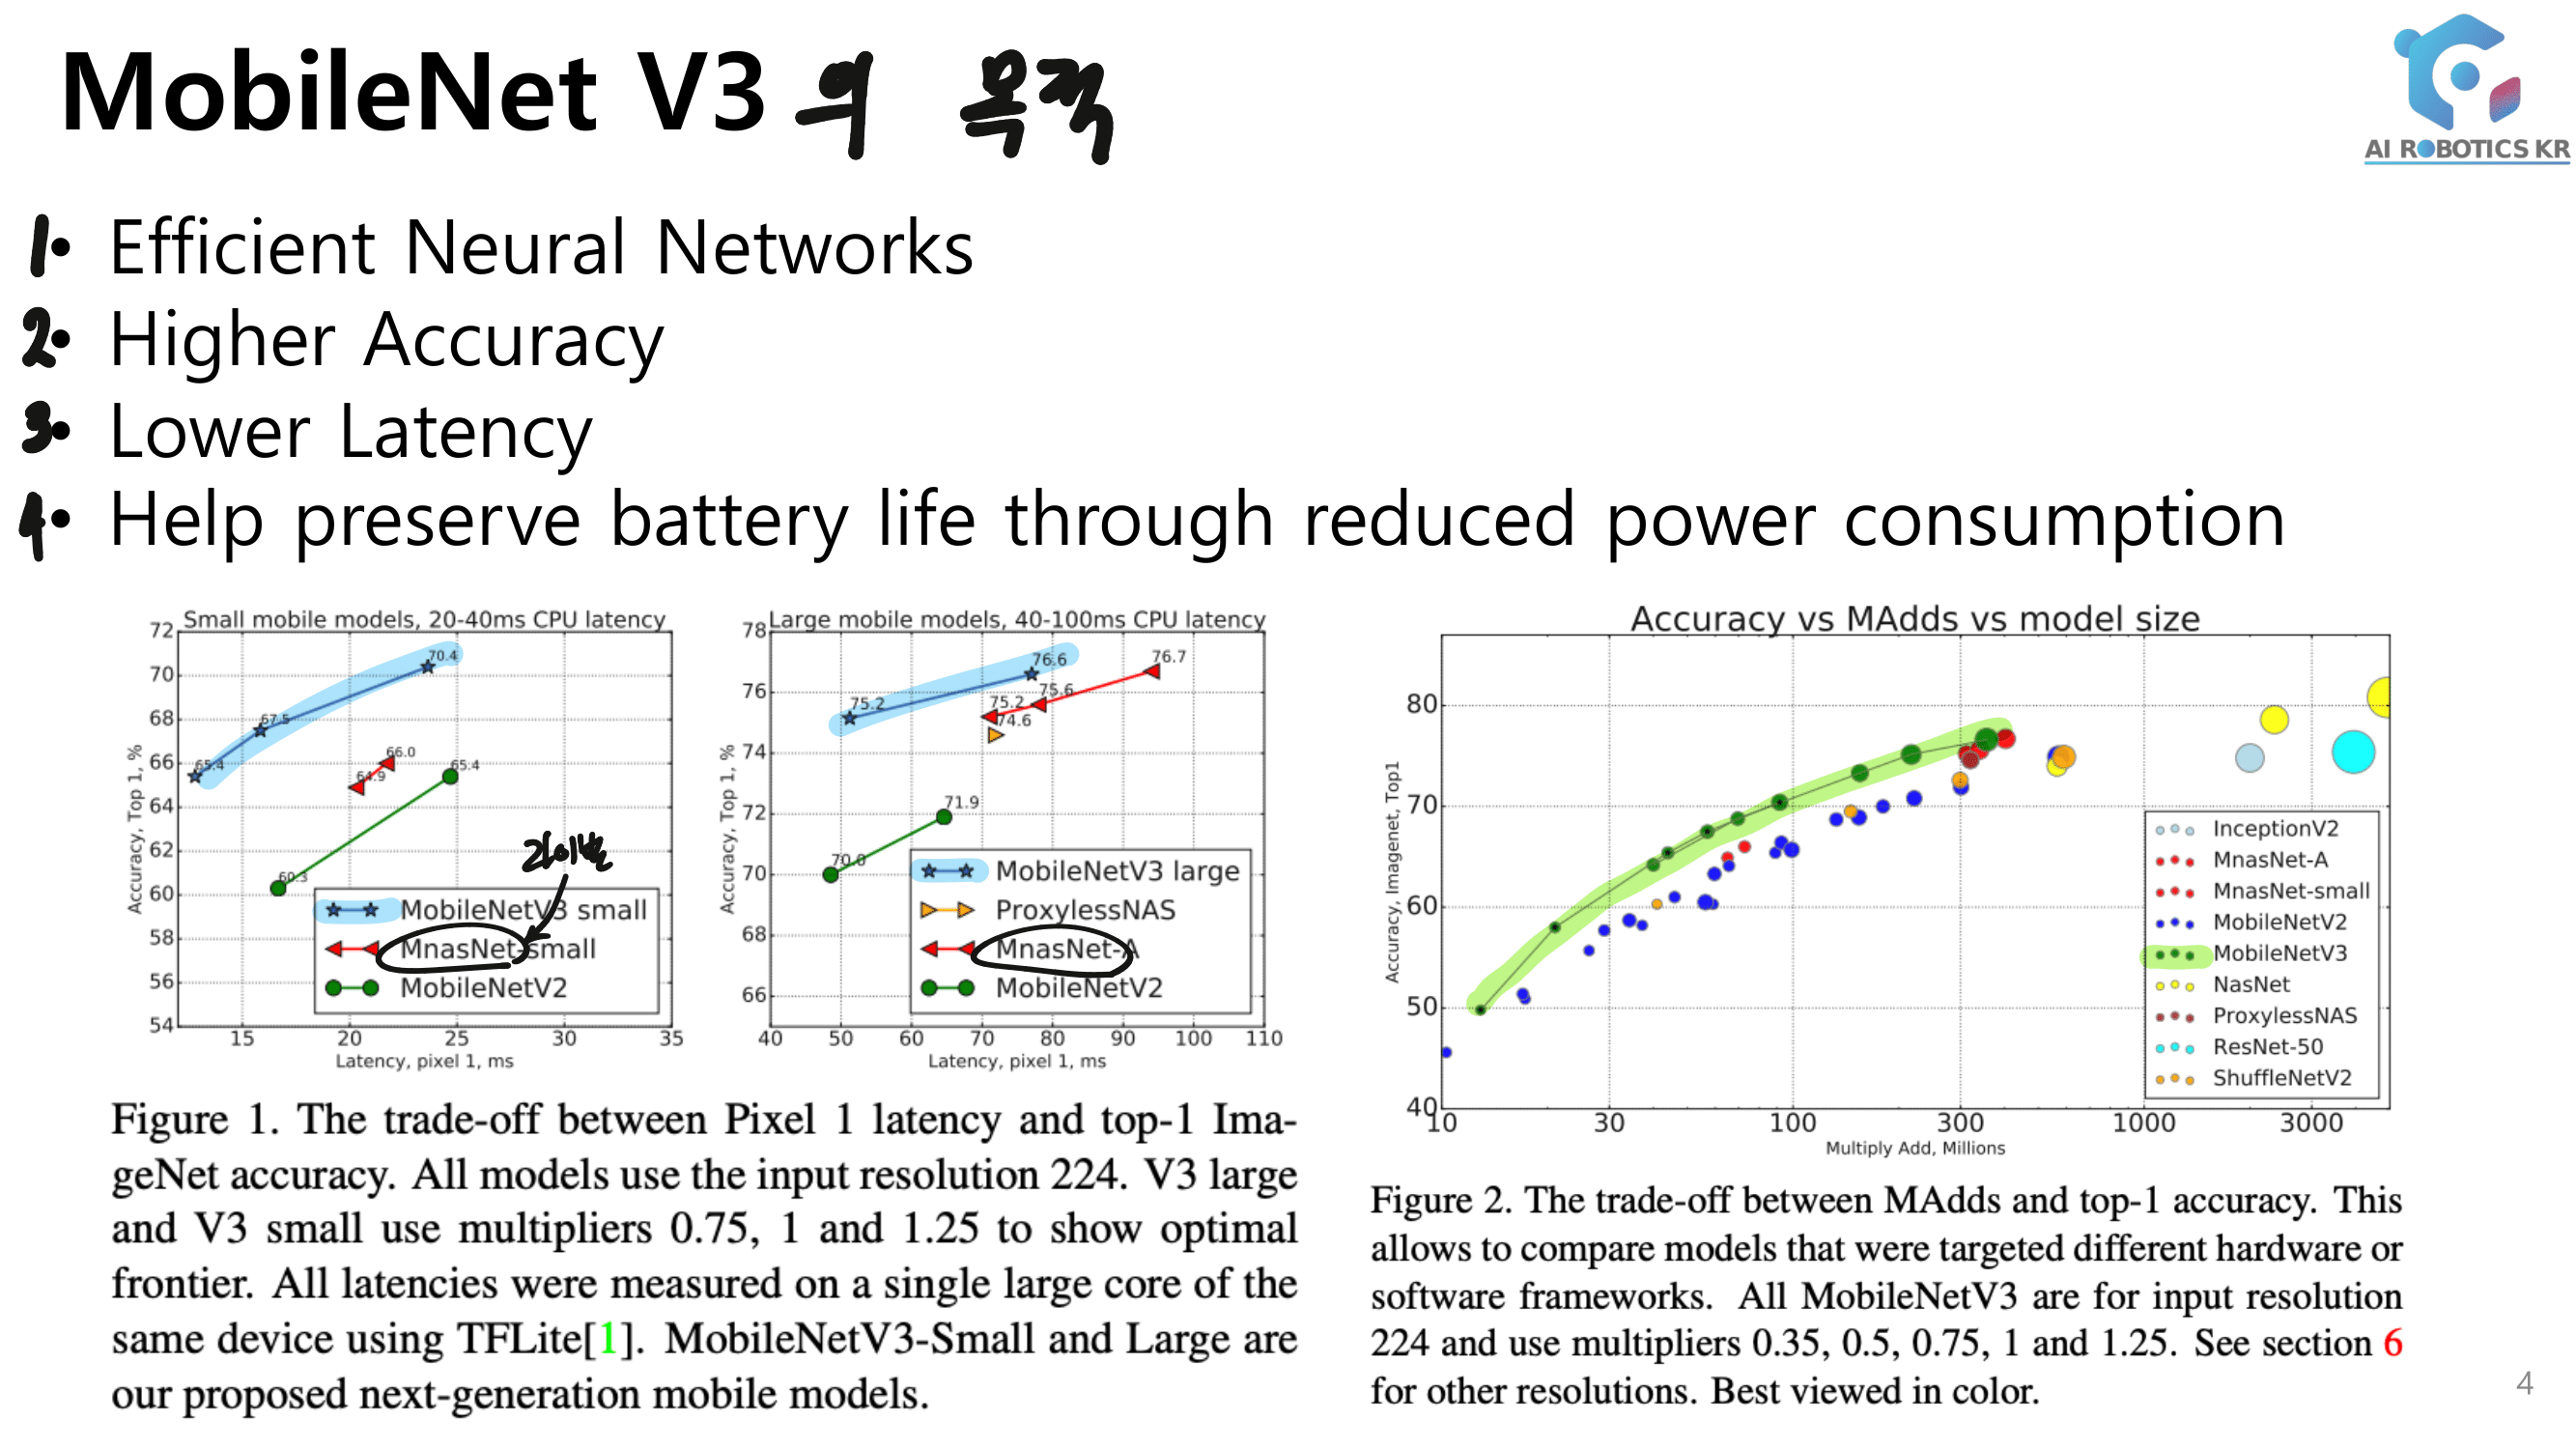 MobileNet V3 의 목적
AI ROBOTICS KR
1• Efficient Neural Networks
2• Higher Accuracy
3• Lower Latency
4• Help preserve battery life through reduced power consumption
Small mobile models, 20-40ms CPU latency
72
70
68
66
64
62
60
58
56
54
15 20 25 30 35
Accuracy, Top 1, %
Latency, pixel 1, ms
65.4
67.5
70.4
64.9
66.0
60.3
65.4
MobileNetV3 small
MnasNet-small
MobileNetV2
Large mobile models, 40-100ms CPU latency
78
76
74
72
70
68
66
40 50 60 70 80 90 100 110
Accuracy, Top 1, %
Latency, pixel 1, ms
75.2
76.6
75.2
75.6
76.7
74.6
70.0
71.9
MobileNetV3 large
ProxylessNAS
MnasNet-A
MobileNetV2
Figure 1. The trade-off between Pixel 1 latency and top-1 Ima-
geNet accuracy. All models use the input resolution 224. V3 large
and V3 small use multipliers 0.75, 1 and 1.25 to show optimal
frontier. All latencies were measured on a single large core of the
same device using TFLite[1]. MobileNetV3-Small and Large are
our proposed next-generation mobile models.
Accuracy vs MAdds vs model size
80
70
60
50
40
10 30 100 300 1000 3000
Accuracy, Imagenet, Top1
Multiply Add, Millions
InceptionV2
MnasNet-A
MnasNet-small
MobileNetV2
MobileNetV3
NasNet
ProxylessNAS
ResNet-50
ShuffleNetV2
Figure 2. The trade-off between MAdds and top-1 accuracy. This
allows to compare models that were targeted different hardware or
software frameworks. All MobileNetV3 are for input resolution
224 and use multipliers 0.35, 0.5, 0.75, 1 and 1.25. See section 6
for other resolutions. Best viewed in color.
4